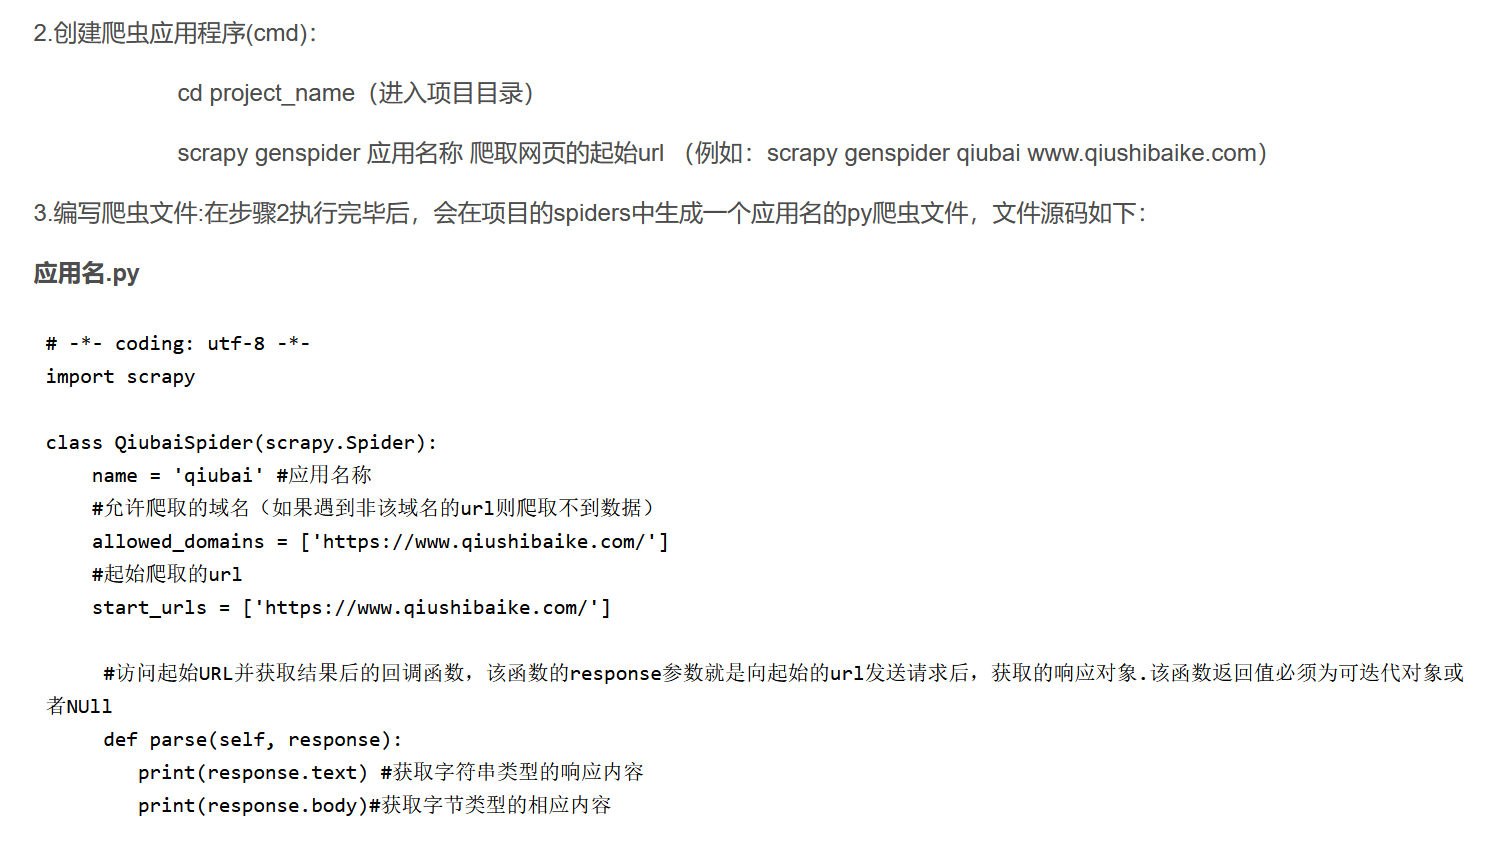 2.创建爬虫应用程序(cmd)：
cd project_name（进入项目目录）
scrapy genspider 应用名称 爬取网页的起始url （例如：scrapy genspider qiubai www.qiushibaike.com）
3.编写爬虫文件:在步骤2执行完毕后，会在项目的spiders中生成一个应用名的py爬虫文件，文件源码如下：
应用名.py
# -*- coding: utf-8 -*-
import scrapy
class QiubaiSpider(scrapy.Spider):
    name = 'qiubai' #应用名称
    #允许爬取的域名（如果遇到非该域名的url则爬取不到数据）
    allowed_domains = ['https://www.qiushibaike.com/']
    #起始爬取的url
    start_urls = ['https://www.qiushibaike.com/']
     #访问起始URL并获取结果后的回调函数，该函数的response参数就是向起始的url发送请求后，获取的响应对象.该函数返回值必须为可迭代对象或
者NUll
     def parse(self, response):
        print(response.text) #获取字符串类型的响应内容
        print(response.body)#获取字节类型的相应内容